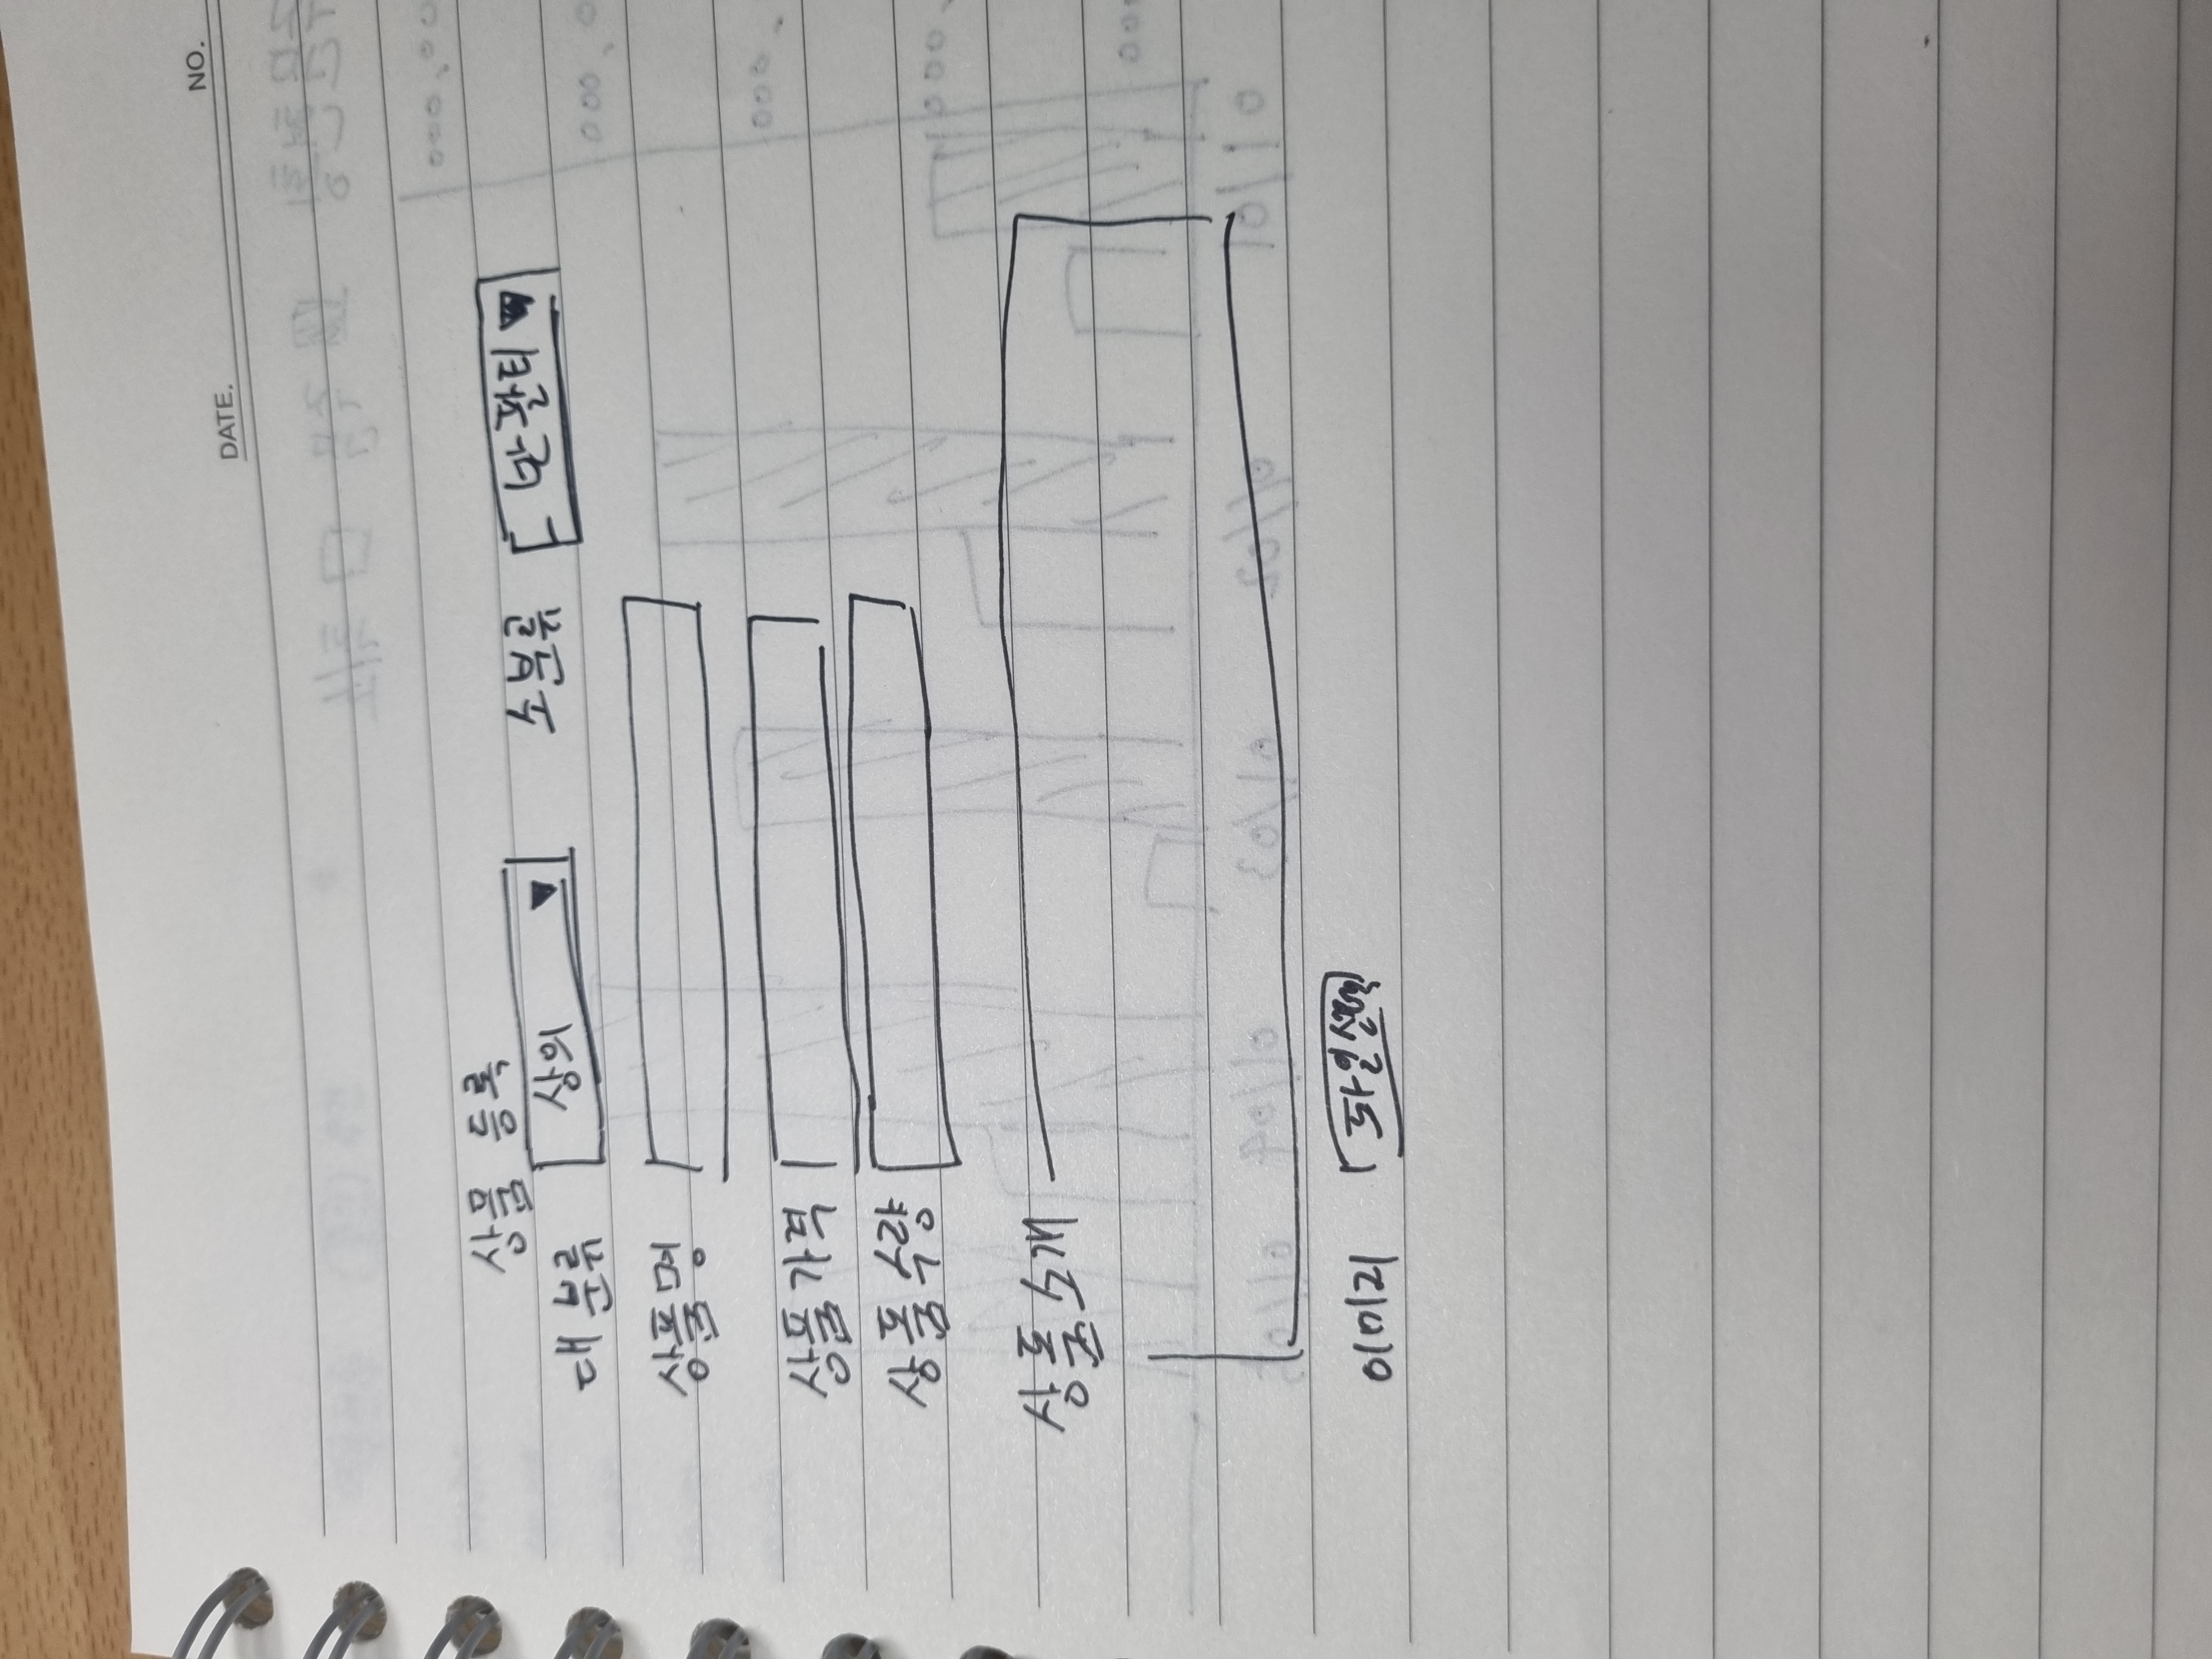 NO.
DATE.
상품 등록
대분류 상의 ▼ 소분류 반팔티 ▼
상품명
상품가격
상품수량
상품소개
이미지 파일선택